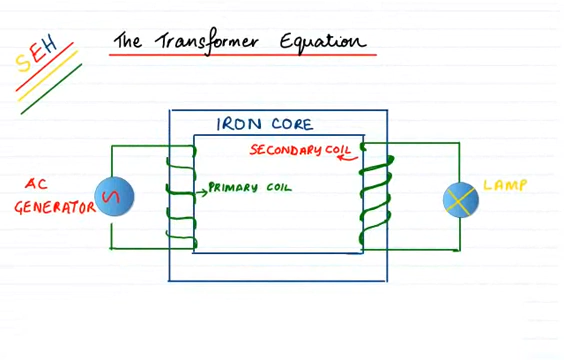 SEH
The Transformer Equation
IRON CORE
SECONDARY COIL
PRIMARY COIL
AC
GENERATOR
LAMP